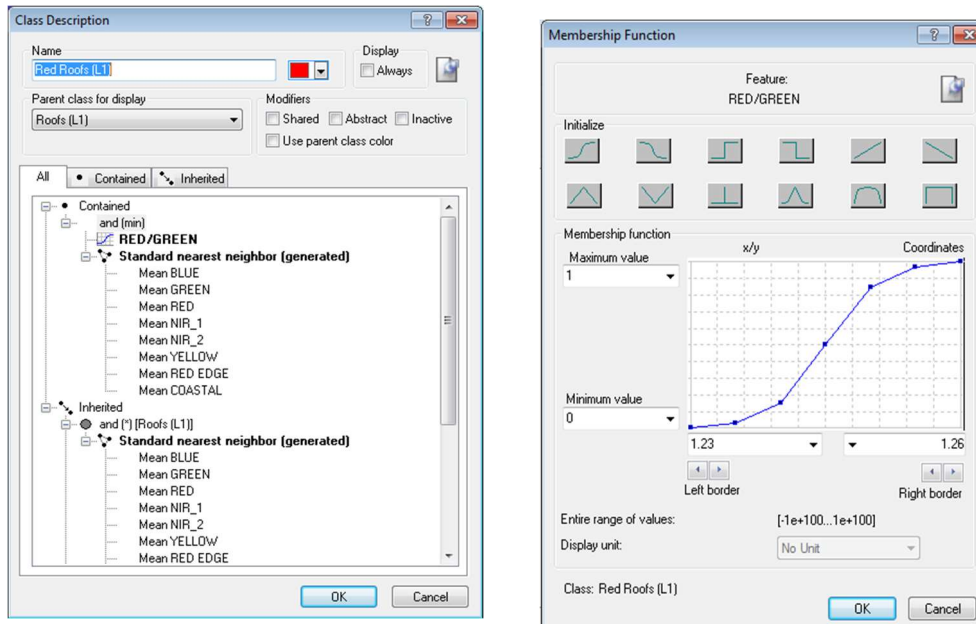 Class Description
Name
Red Roofs (L1)
Display
Always
Parent class for display
Roofs (L1)
Modifiers
Shared Abstract Inactive
Use parent class color
All Contained Inherited
Contained
and (min)
RED/GREEN
Standard nearest neighbor (generated)
Mean BLUE
Mean GREEN
Mean RED
Mean NIR_1
Mean NIR_2
Mean YELLOW
Mean RED EDGE
Mean COASTAL
Inherited
and (*) [Roofs (L1)]
Standard nearest neighbor (generated)
Mean BLUE
Mean GREEN
Mean RED
Mean NIR_1
Mean NIR_2
Mean YELLOW
Mean RED EDGE
OK Cancel
Membership Function
Feature:
RED/GREEN
Initialize
Membership function
x/y Coordinates
Maximum value
1
Minimum value
0
1.23 1.26
Left border Right border
Entire range of values: [-1e+100...1e+100]
Display unit: No Unit
Class: Red Roofs (L1)
OK Cancel